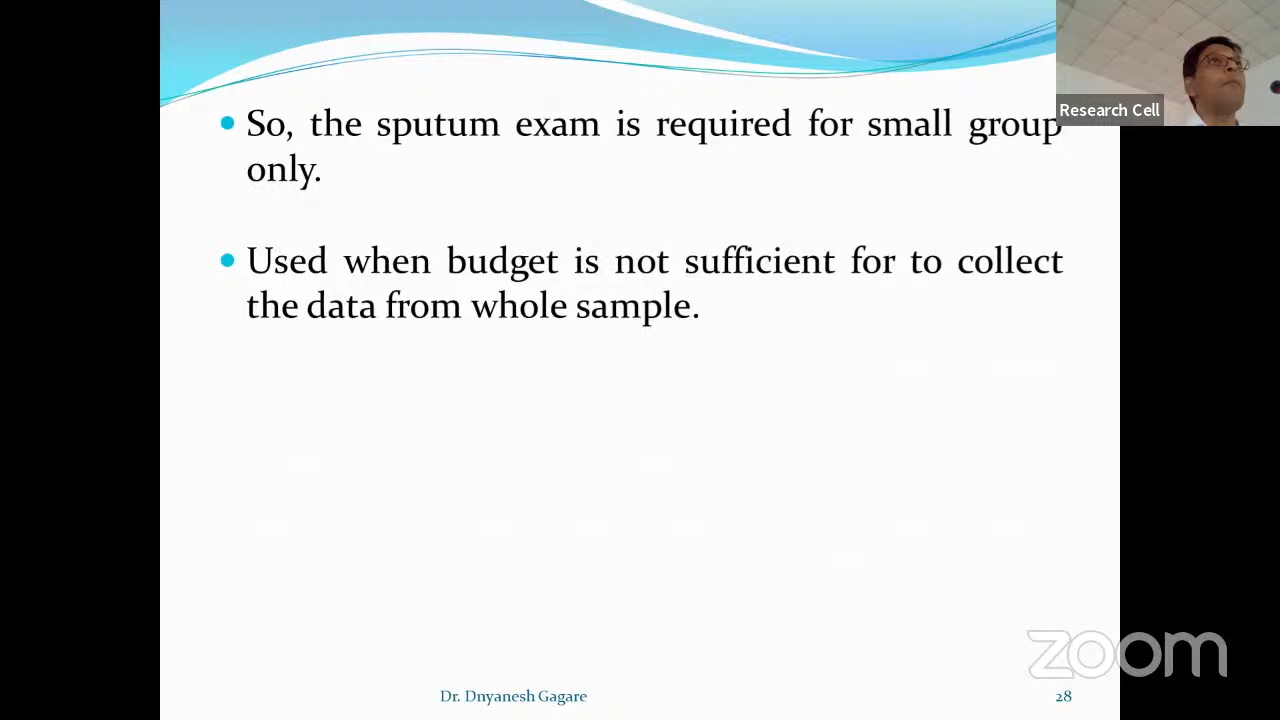 So, the sputum exam is required for small group
only.
Used when budget is not sufficient for to collect
the data from whole sample.
Research Cell
zoom
Dr. Dnyanesh Gagare
28